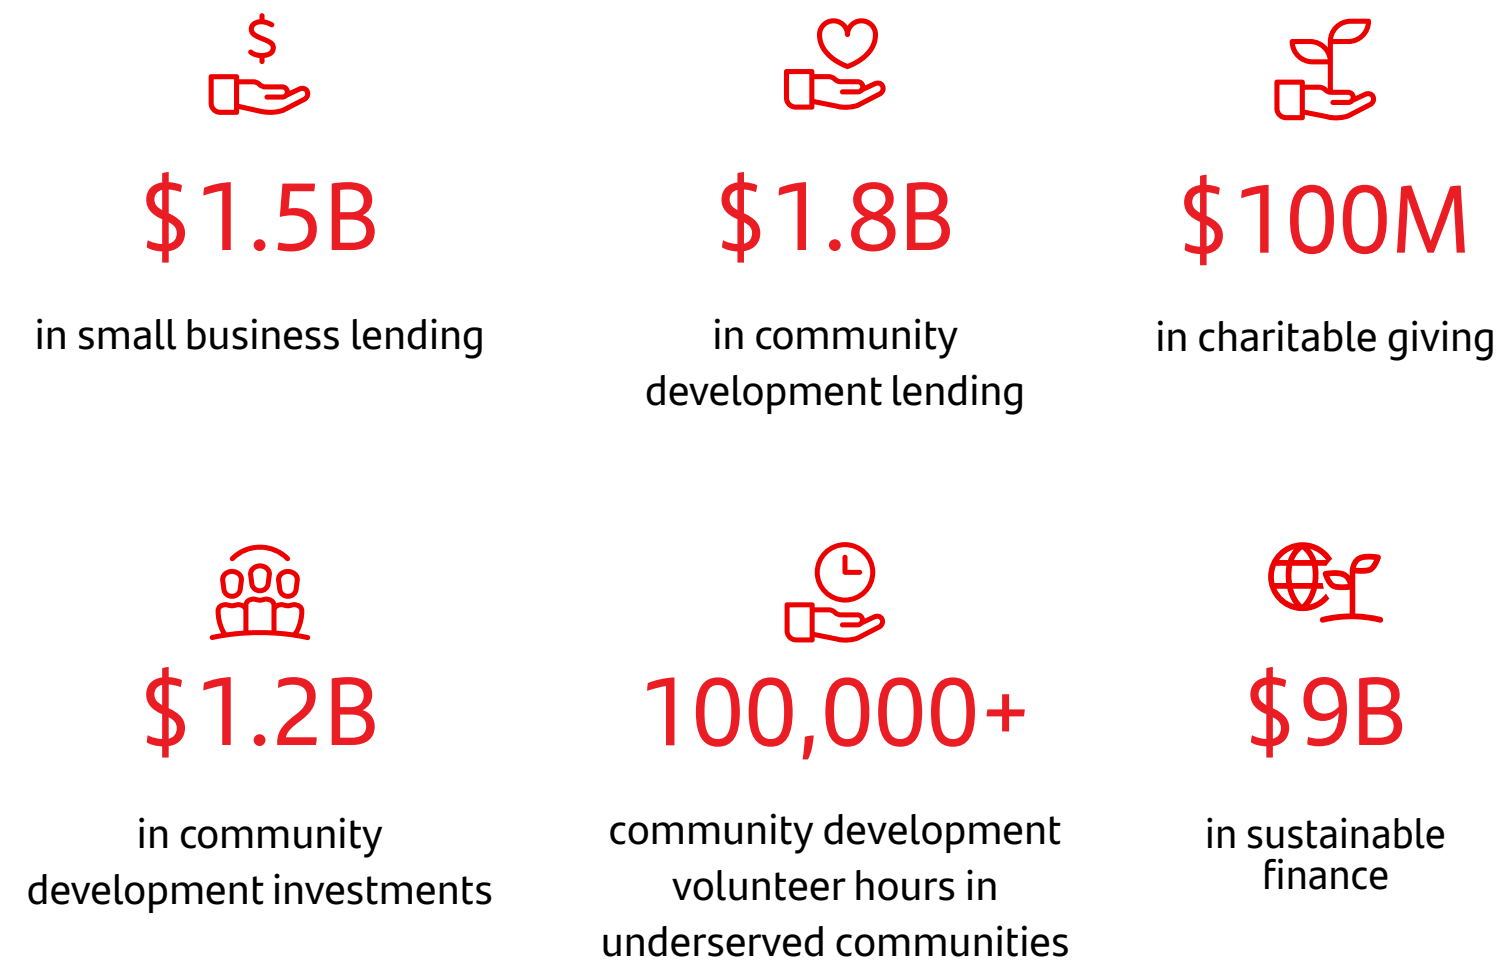 $1.5B
in small business lending
$1.8B
in community
development lending
$100M
in charitable giving
$1.2B
in community
development investments
100,000+
community development
volunteer hours in
underserved communities
$9B
in sustainable
finance